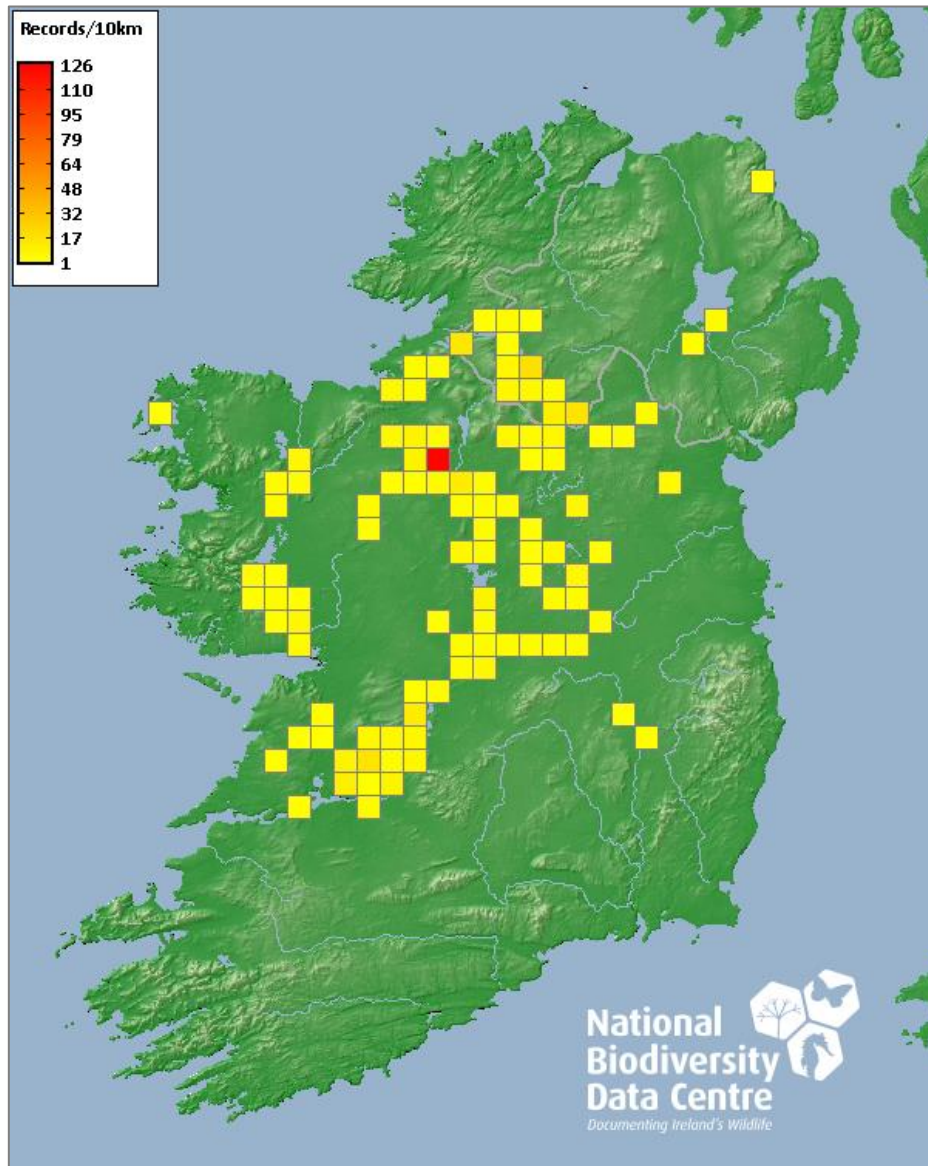 Records/10km
126
110
95
79
64
48
32
17
1
National
Biodiversity
Data Centre
Documenting Ireland's Wildlife